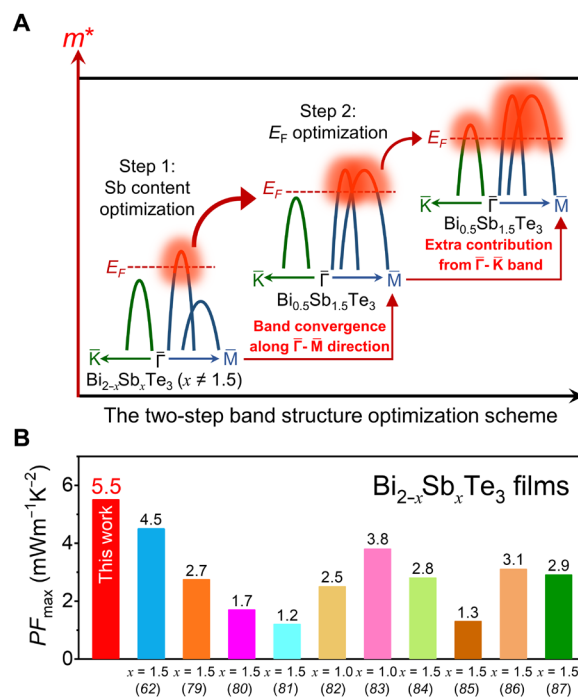 A
m*
Step 2:
E_F optimization
E_F
Step 1:
Sb content
optimization
E_F
K̄ Γ̄ M̄
Bi0.5Sb1.5Te3
Extra contribution
from Γ̄-K̄ band
E_F
K̄ Γ̄ M̄
Bi0.5Sb1.5Te3
Band convergence
along Γ̄-M̄ direction
K̄ Γ̄ M̄
Bi2−xSbxTe3 (x ≠ 1.5)
The two-step band structure optimization scheme
B
Bi2−xSbxTe3 films
PFmax (mWm−1K−2)
6
4
2
0
5.5
This work
4.5
2.7
1.7
1.2
2.5
3.8
2.8
1.3
3.1
2.9
x = 1.5 x = 1.5 x = 1.5 x = 1.5 x = 1.0 x = 1.0 x = 1.5 x = 1.5 x = 1.5 x = 1.5
(62) (79) (80) (81) (82) (83) (84) (85) (86) (87)